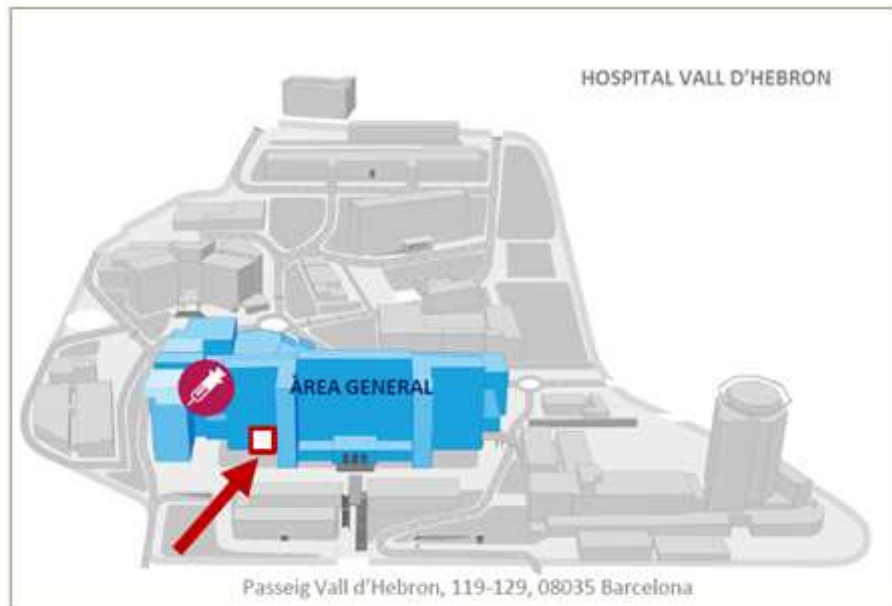 HOSPITAL VALL D'HEBRON
ÀREA GENERAL
Passeig Vall d'Hebron, 119-129, 08035 Barcelona